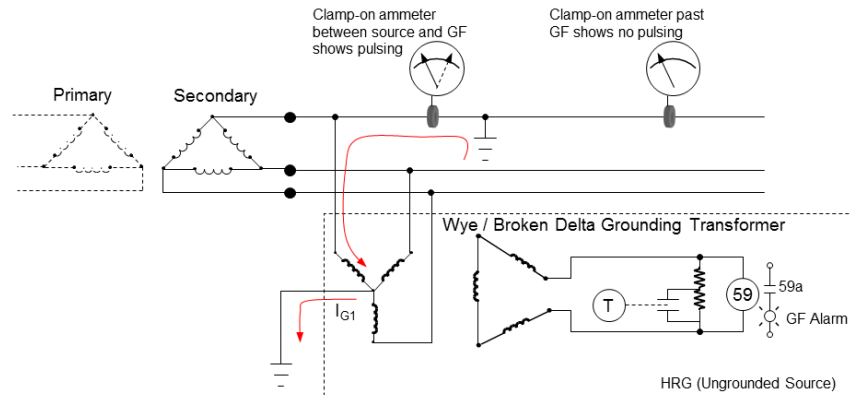 Clamp-on ammeter
between source and GF
shows pulsing
Clamp-on ammeter past
GF shows no pulsing
Primary
Secondary
Wye / Broken Delta Grounding Transformer
T
59
59a
GF Alarm
IG1
HRG (Ungrounded Source)